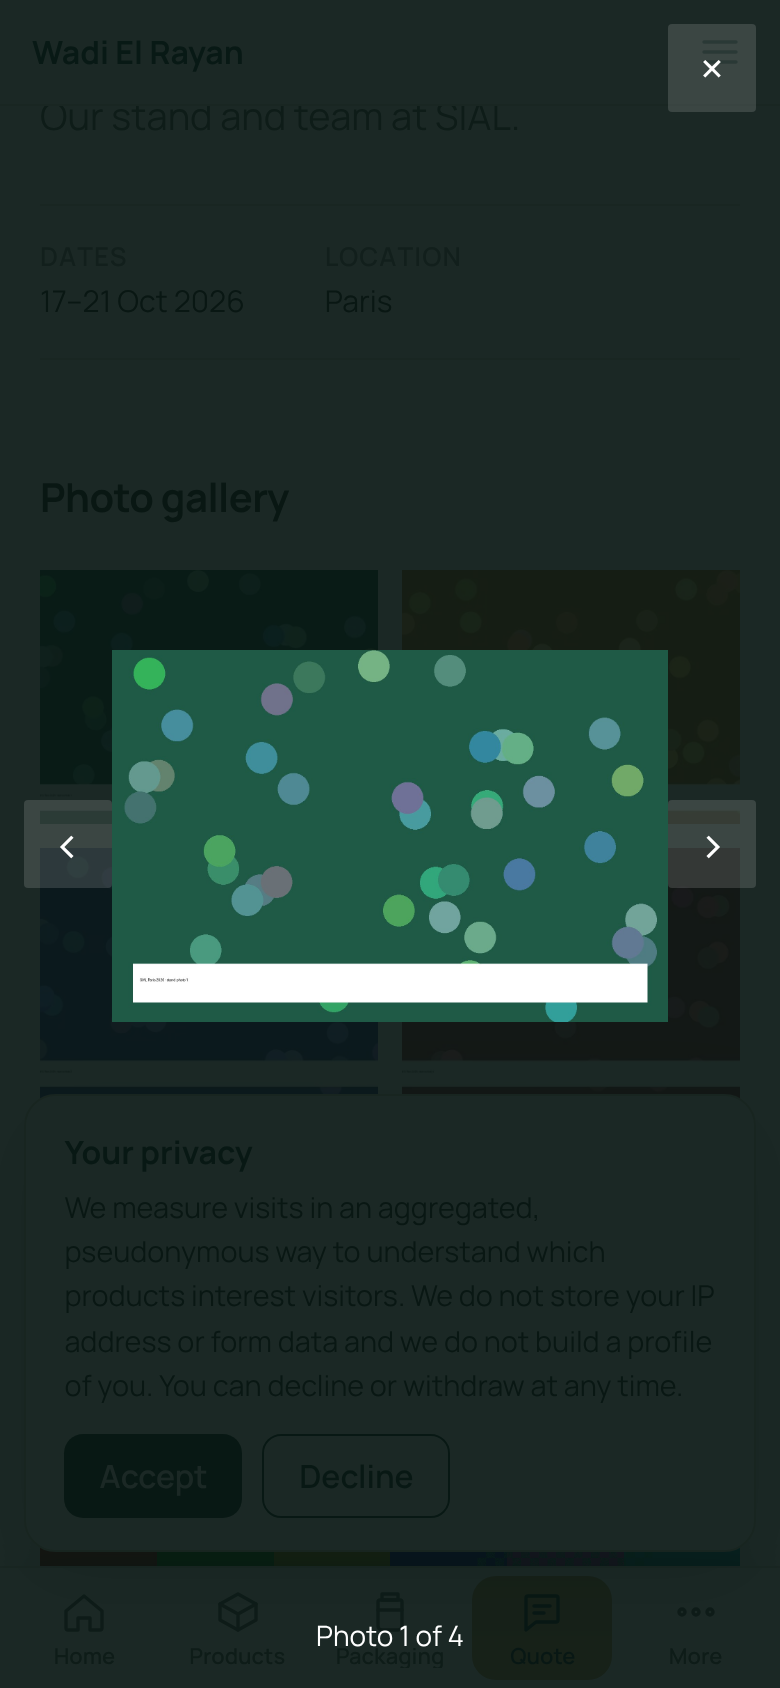 Wadi El Rayan
Our stand and team at SIAL.
DATES
LOCATION
17–21 Oct 2026
Paris
Photo gallery
Your privacy
We measure visits in an aggregated,
pseudonymous way to understand which
products interest visitors. We do not store your IP
address or form data and we do not build a profile
of you. You can decline or withdraw at any time.
Accept
Decline
Photo 1 of 4
Home
Products
Packaging
Quote
More